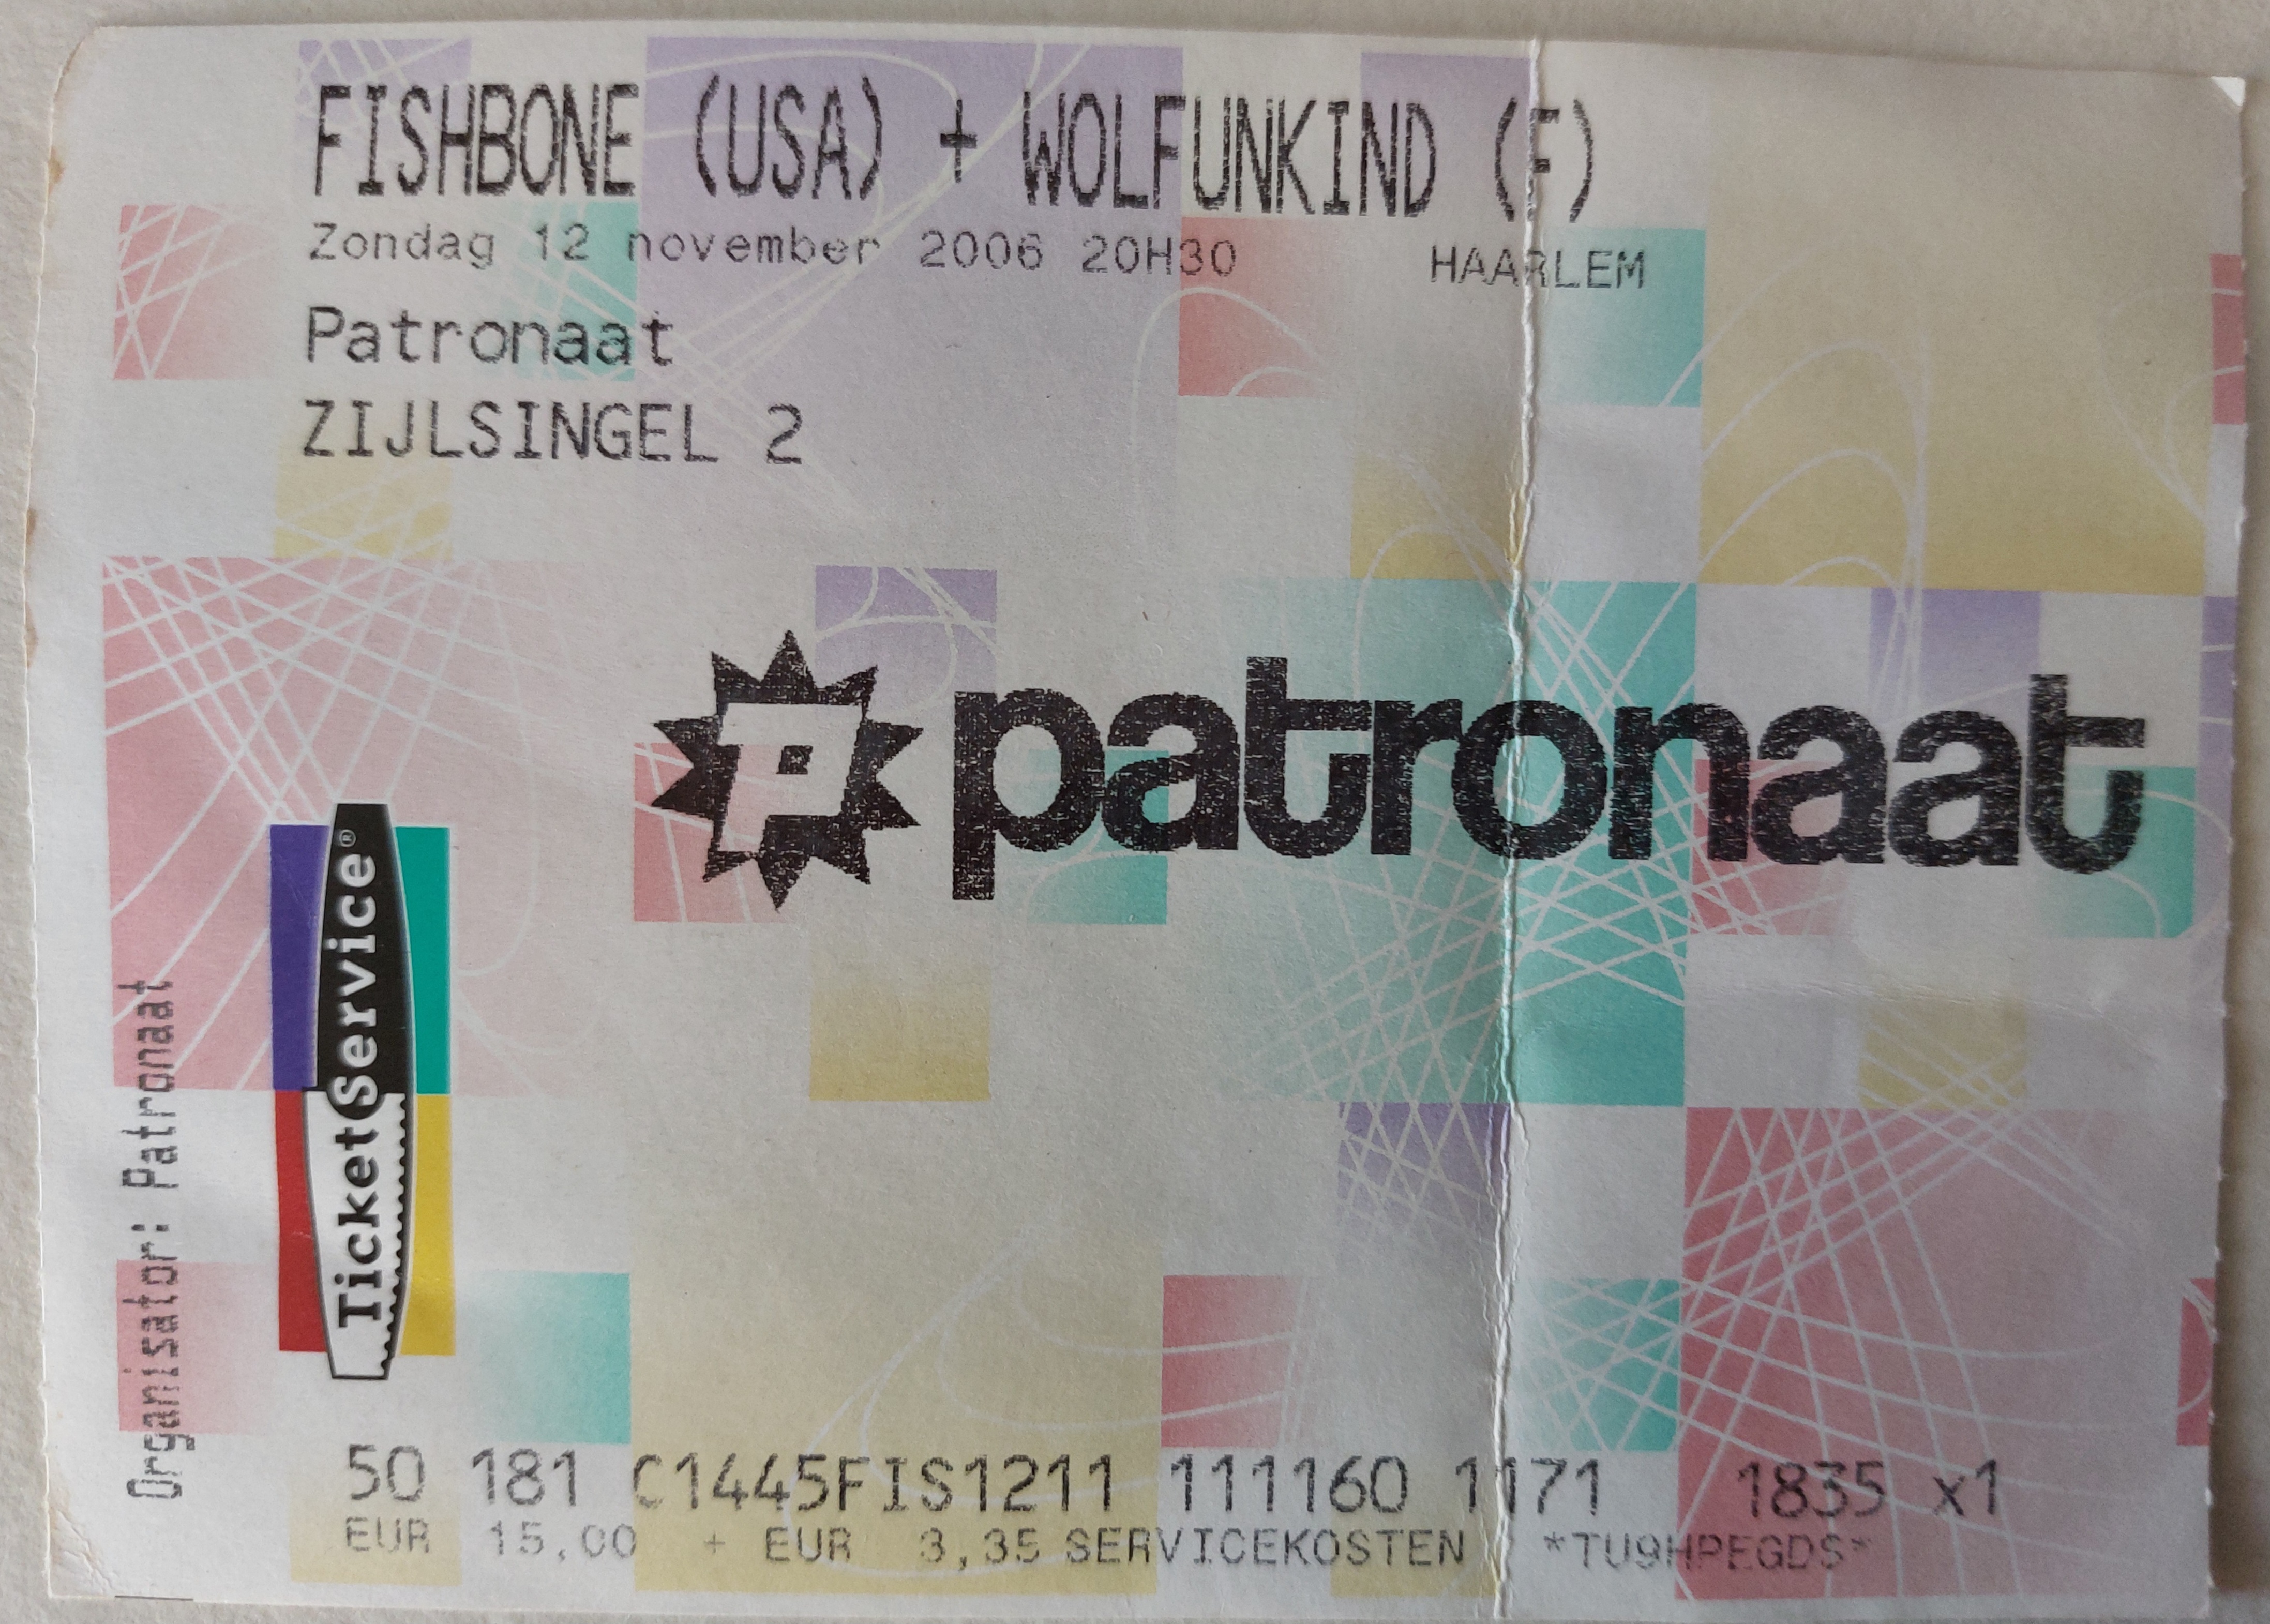 FISHBONE (USA) + WOLFUNKIND (F)
Zondag 12 november 2006 20H30 HAARLEM
Patronaat
ZIJLSINGEL 2
P patronaat
TicketService®
Organisator: Patronaat
50 181 C1445FIS1211 111160 1171 1835 x1
EUR 15,00 + EUR 3,35 SERVICEKOSTEN *TU9HPEGDS*